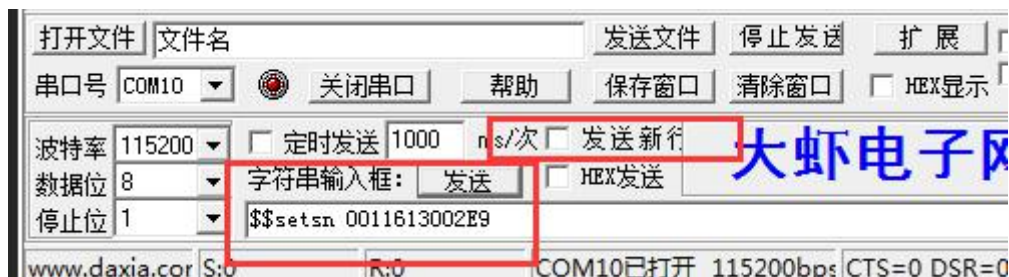 打开文件 文件名 发送文件 停止发送 扩 展
串口号 COM10 关闭串口 帮助 保存窗口 清除窗口 HEX显示
波特率 115200 定时发送 1000 ms/次 发送新行 大虾电子网
数据位 8 字符串输入框: 发送 HEX发送
停止位 1 $$setsn 0011613002E9
www.daxia.cor S:0 R:0 COM10已打开 115200bps CTS=0 DSR=0